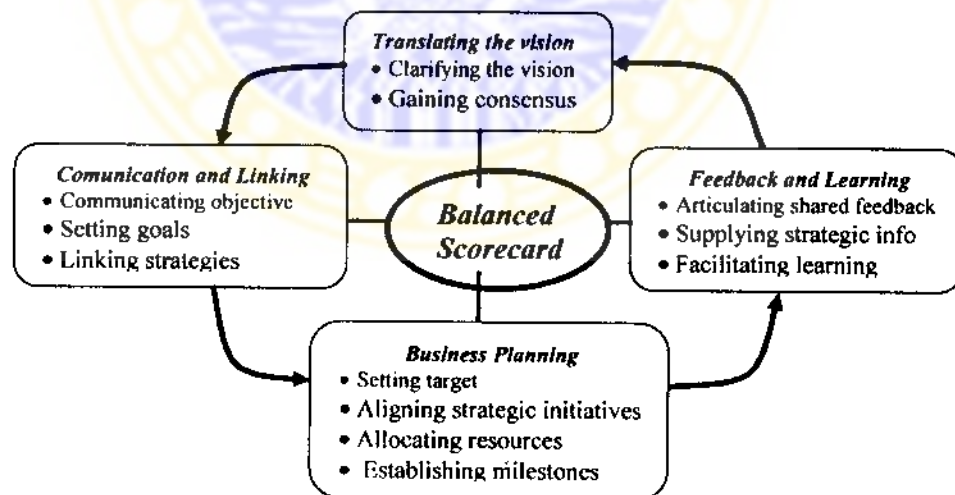 Translating the vision
• Clarifying the vision
• Gaining consensus
Comunication and Linking
• Communicating objective
• Setting goals
• Linking strategies
Balanced
Scorecard
Feedback and Learning
• Articulating shared feedback
• Supplying strategic info
• Facilitating learning
Business Planning
• Setting target
• Aligning strategic initiatives
• Allocating resources
• Establishing milestones